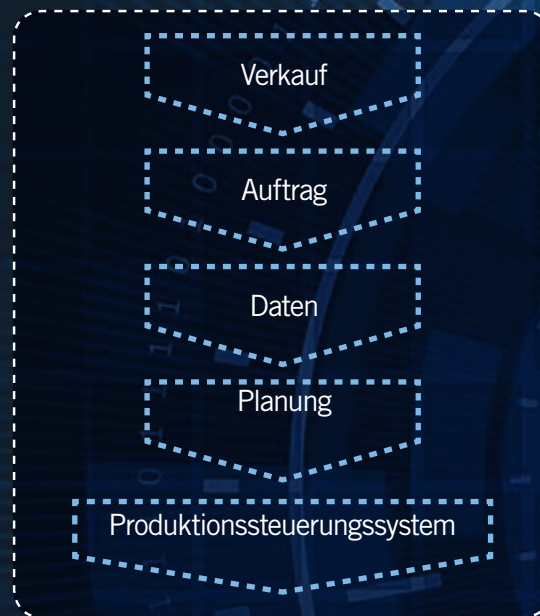 Verkauf
Auftrag
Daten
Planung
Produktionssteuerungssystem